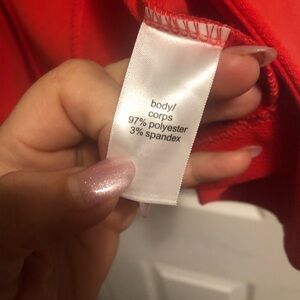 body/
corps
97% polyester
3% spandex